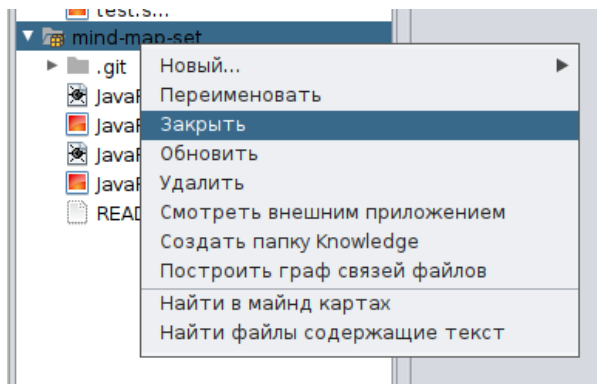 test.s...
mind-map-set
.git
Новый...
Переименовать
Закрыть
Обновить
Удалить
Смотреть внешним приложением
Создать папку Knowledge
Построить граф связей файлов
Найти в майнд картах
Найти файлы содержащие текст